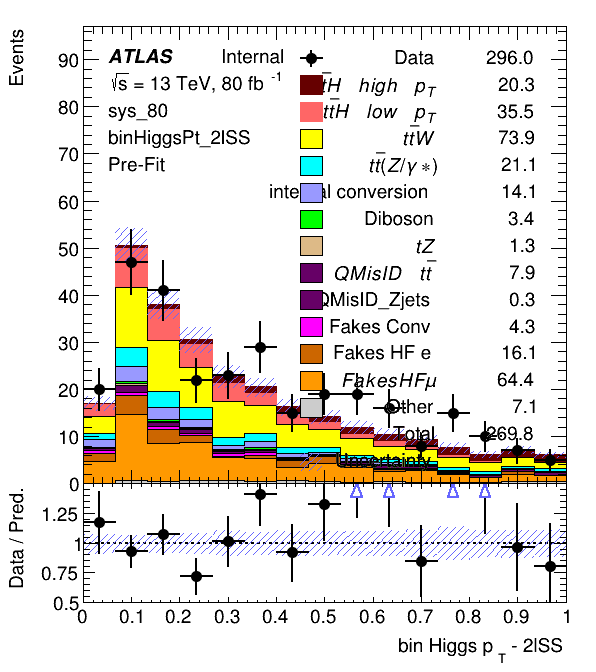 Events
ATLAS Internal
√s = 13 TeV, 80 fb⁻¹
sys_80
binHiggsPt_2lSS
Pre-Fit
Data 296.0
tt̄H high p_T 20.3
tt̄H low p_T 35.5
tt̄W 73.9
tt̄(Z/γ*) 21.1
internal conversion 14.1
Diboson 3.4
tZ 1.3
QMisID tt̄ 7.9
QMisID_Zjets 0.3
Fakes Conv 4.3
Fakes HF e 16.1
FakesHFμ 64.4
Other 7.1
Total 269.8
Uncertainty
90
80
70
60
50
40
30
20
10
0
Data / Pred.
1.25
1
0.75
0.5
0 0.1 0.2 0.3 0.4 0.5 0.6 0.7 0.8 0.9 1
bin Higgs p_T - 2lSS